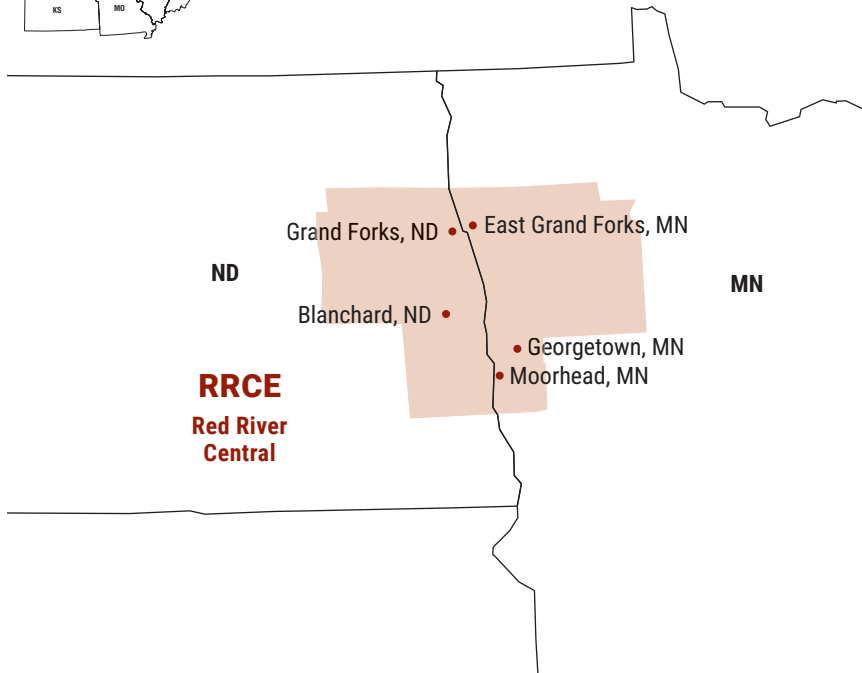 KS
MO
East Grand Forks, MN
Grand Forks, ND
ND
MN
Blanchard, ND
Georgetown, MN
Moorhead, MN
RRCE
Red River
Central